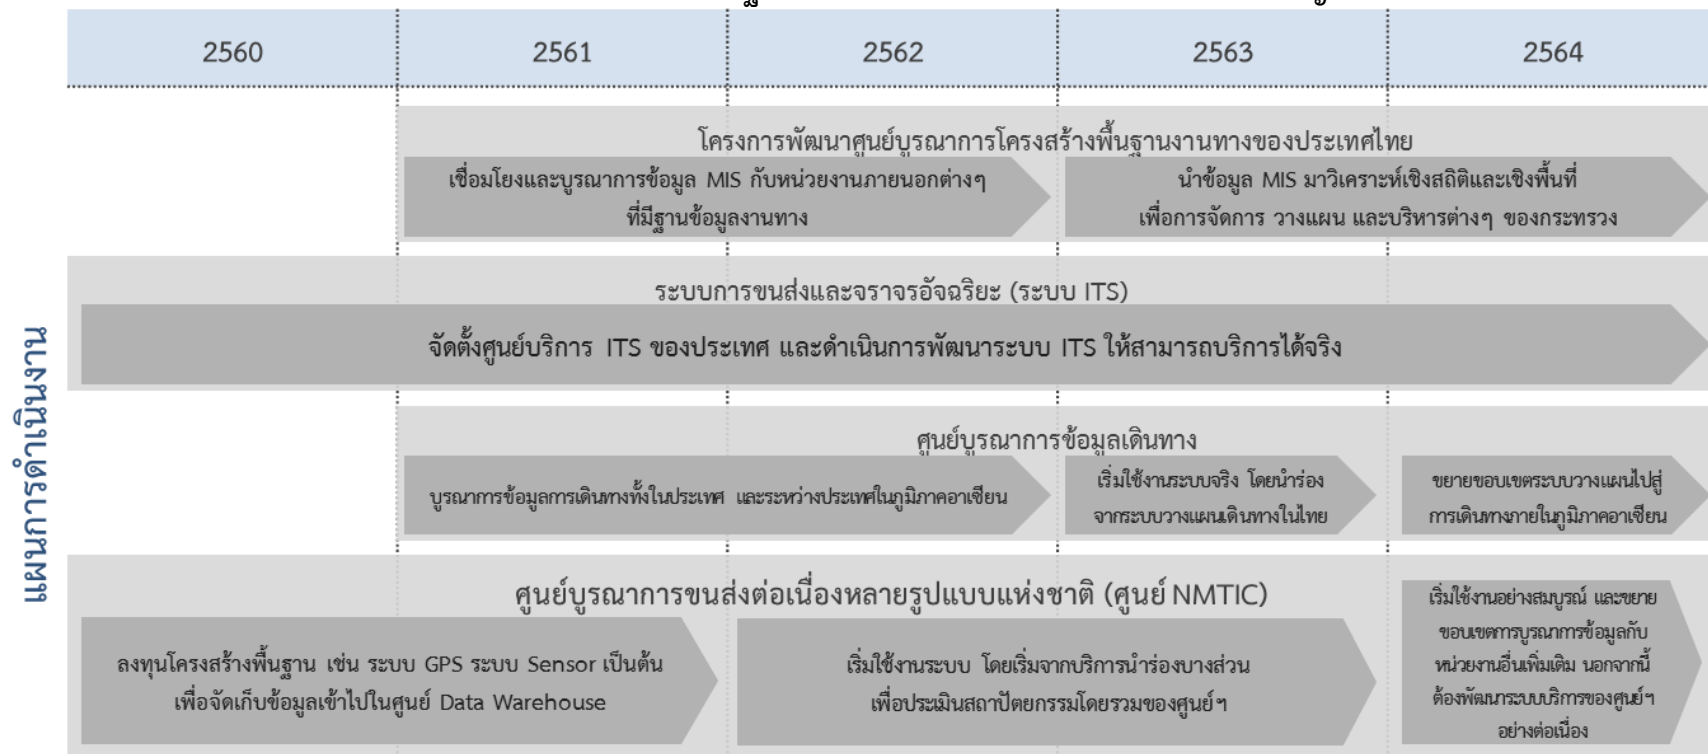 2560
2561
2562
2563
2564
แผนการดำเนินงาน
โครงการพัฒนาศูนย์บูรณาการโครงสร้างพื้นฐานงานทางของประเทศไทย
เชื่อมโยงและบูรณาการข้อมูล MIS กับหน่วยงานภายนอกต่างๆ
ที่มีฐานข้อมูลงานทาง
นำข้อมูล MIS มาวิเคราะห์เชิงสถิติและเชิงพื้นที่
เพื่อการจัดการ วางแผน และบริหารต่างๆ ของกระทรวง
ระบบการขนส่งและจราจรอัจฉริยะ (ระบบ ITS)
จัดตั้งศูนย์บริการ ITS ของประเทศ และดำเนินการพัฒนาระบบ ITS ให้สามารถบริการได้จริง
ศูนย์บูรณาการข้อมูลเดินทาง
บูรณาการข้อมูลการเดินทางทั้งในประเทศ และระหว่างประเทศในภูมิภาคอาเซียน
เริ่มใช้งานระบบจริง โดยนำร่อง
จากระบบวางแผนเดินทางในไทย
ขยายขอบเขตระบบวางแผนไปสู่
การเดินทางภายในภูมิภาคอาเซียน
ศูนย์บูรณาการขนส่งต่อเนื่องหลายรูปแบบแห่งชาติ (ศูนย์ NMTIC)
ลงทุนโครงสร้างพื้นฐาน เช่น ระบบ GPS ระบบ Sensor เป็นต้น
เพื่อจัดเก็บข้อมูลเข้าไปในศูนย์ Data Warehouse
เริ่มใช้งานระบบ โดยเริ่มจากบริการนำร่องบางส่วน
เพื่อประเมินสถาปัตยกรรมโดยรวมของศูนย์ฯ
เริ่มใช้งานอย่างสมบูรณ์ และขยาย
ขอบเขตการบูรณาการข้อมูลกับ
หน่วยงานอื่นเพิ่มเติม นอกจากนี้
ต้องพัฒนาระบบบริการของศูนย์ฯ
อย่างต่อเนื่อง